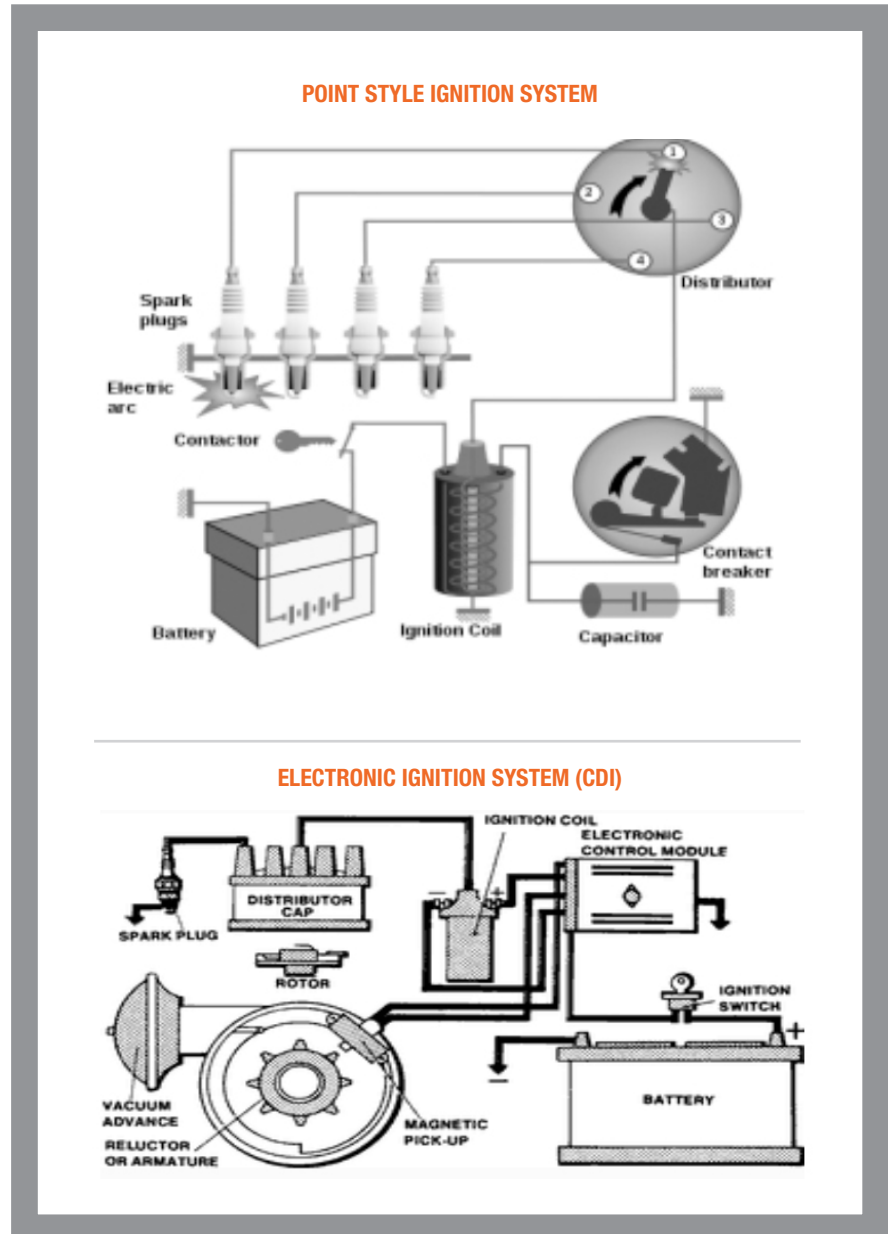 POINT STYLE IGNITION SYSTEM
1
2
3
4
Distributor
Spark
plugs
Electric
arc
Contactor
Contact
breaker
Battery
Ignition Coil
Capacitor
ELECTRONIC IGNITION SYSTEM (CDI)
IGNITION COIL
ELECTRONIC
CONTROL MODULE
− +
DISTRIBUTOR
CAP
SPARK PLUG
ROTOR
IGNITION
SWITCH
+
−
BATTERY
VACUUM
ADVANCE
MAGNETIC
PICK-UP
RELUCTOR
OR ARMATURE